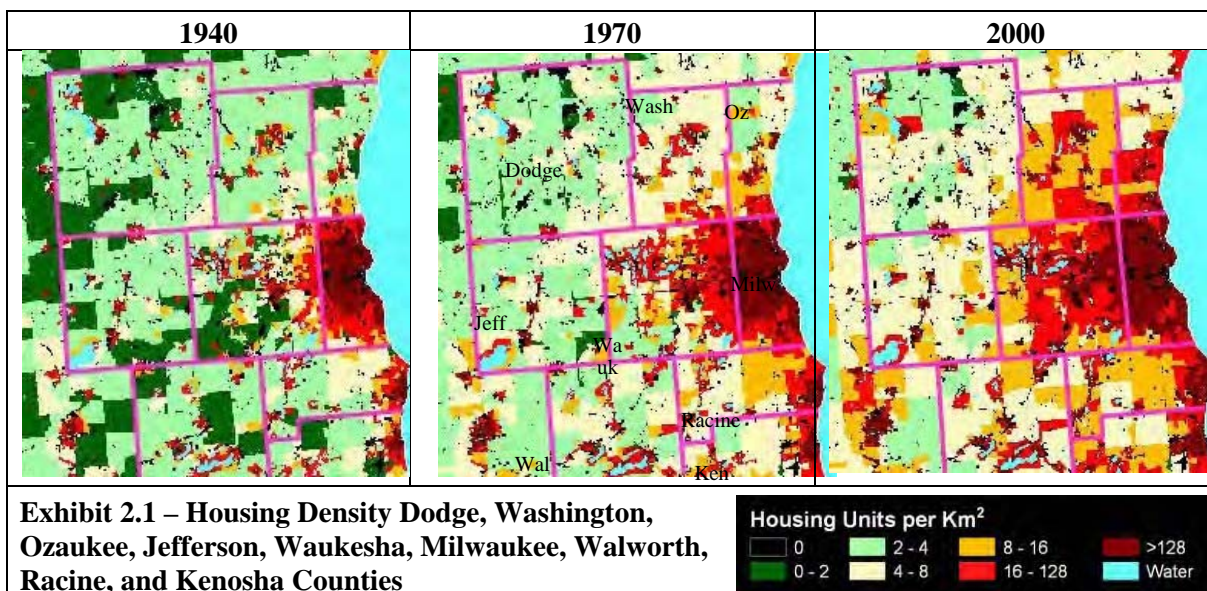 1940
1970
2000
Wash
Oz
Dodge
Milw
Jeff
Wa
uk
Racine
Wal
Ken
Exhibit 2.1 – Housing Density Dodge, Washington,
Ozaukee, Jefferson, Waukesha, Milwaukee, Walworth,
Racine, and Kenosha Counties
Housing Units per Km²
0
2 - 4
8 - 16
>128
0 - 2
4 - 8
16 - 128
Water